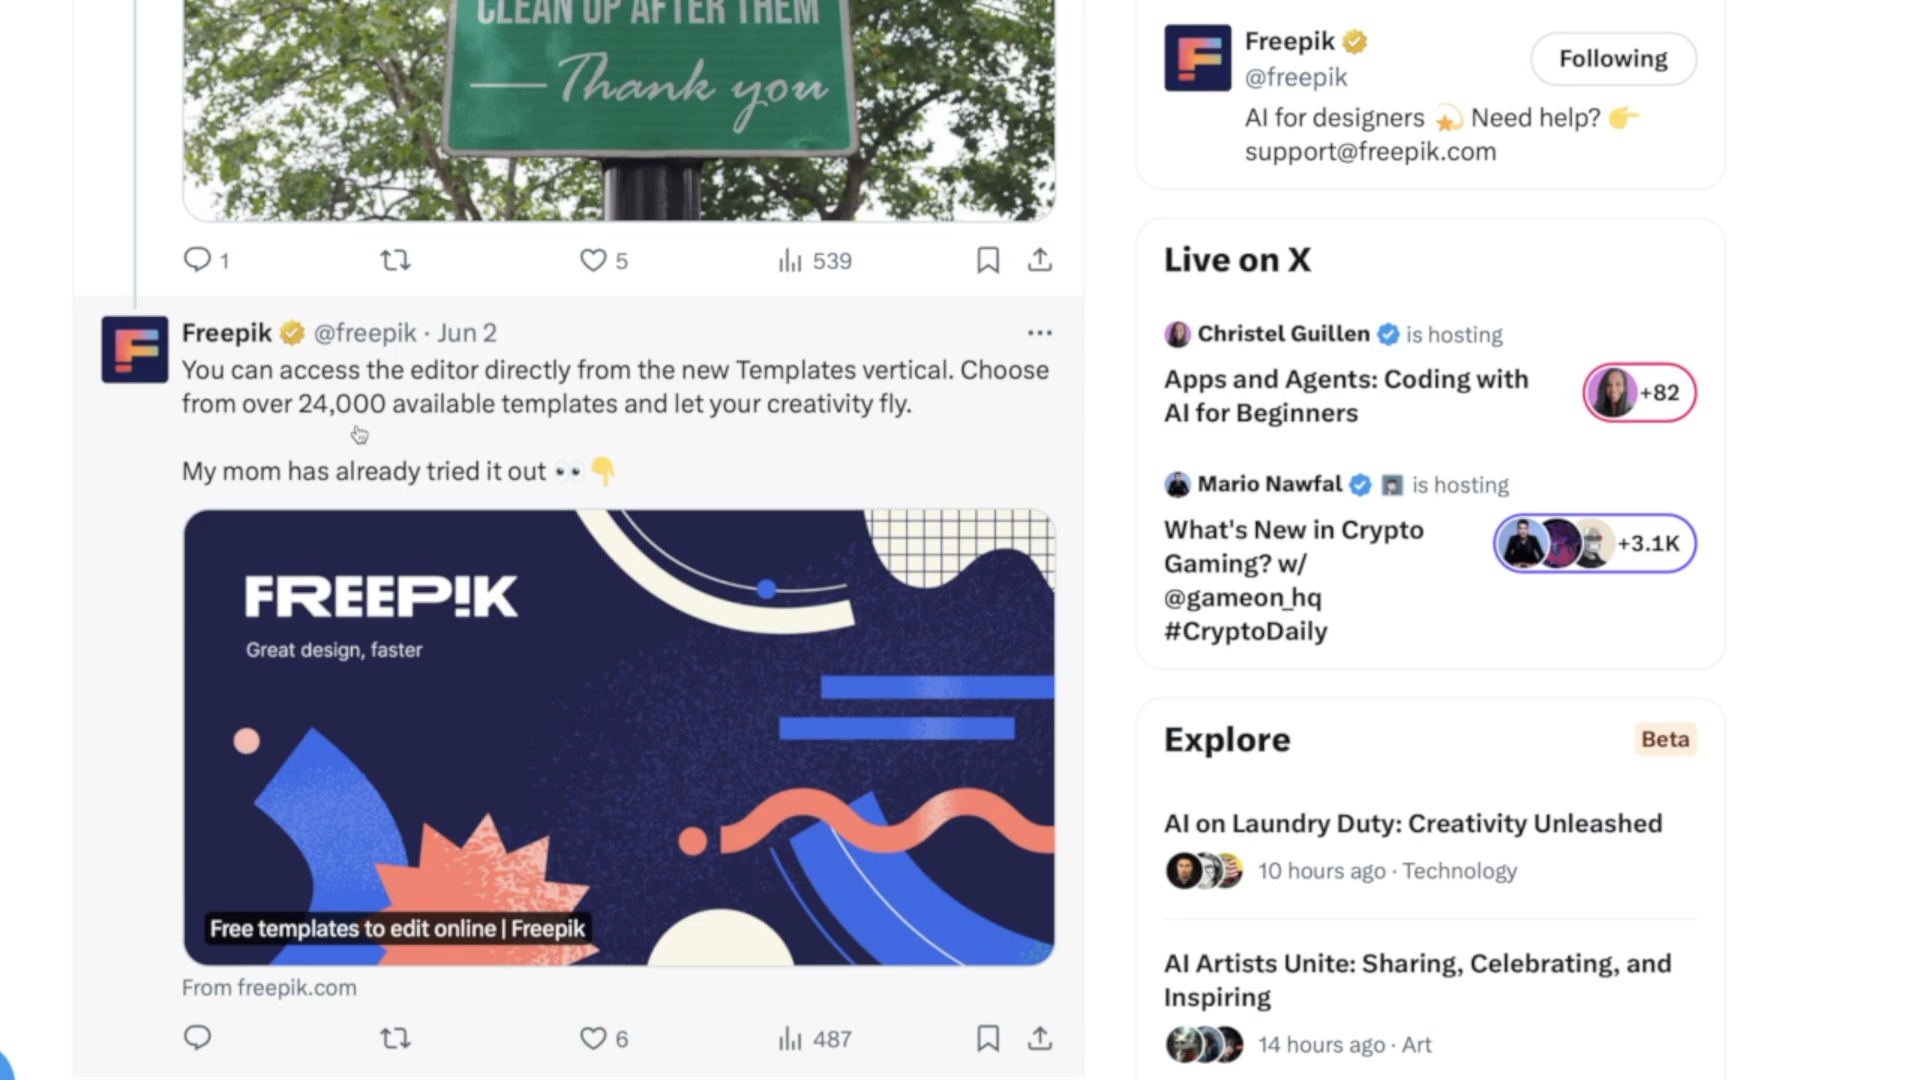 CLEAN UP AFTER THEM
Thank you
1
5
539
Freepik @freepik · Jun 2
You can access the editor directly from the new Templates vertical. Choose
from over 24,000 available templates and let your creativity fly.
My mom has already tried it out 👀👇
FREEP!K
Great design, faster
Free templates to edit online | Freepik
From freepik.com
6
487
Freepik
@freepik
Following
AI for designers 💫 Need help? 👉
support@freepik.com
Live on X
Christel Guillen is hosting
Apps and Agents: Coding with
AI for Beginners
+82
Mario Nawfal is hosting
What's New in Crypto
Gaming? w/
@gameon_hq
#CryptoDaily
+3.1K
Explore
Beta
AI on Laundry Duty: Creativity Unleashed
10 hours ago · Technology
AI Artists Unite: Sharing, Celebrating, and
Inspiring
14 hours ago · Art